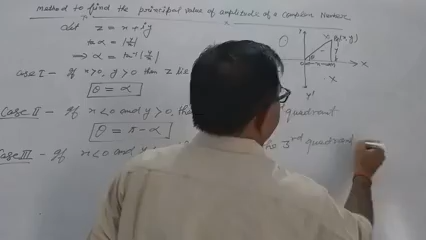 method to find the principal value of amplitude of a complex number
Let z = x + iy
tan α = |y/x|
⇒ α = tan⁻¹ |y/x|
Case I - If x>0, y>0 then z lie
θ = α
Case II - If x<0 and y>0, the
quadrant
θ = π - α
Case III - If x<0 and y
the 3rd quadrant
P(x,y)
X
X
Y'